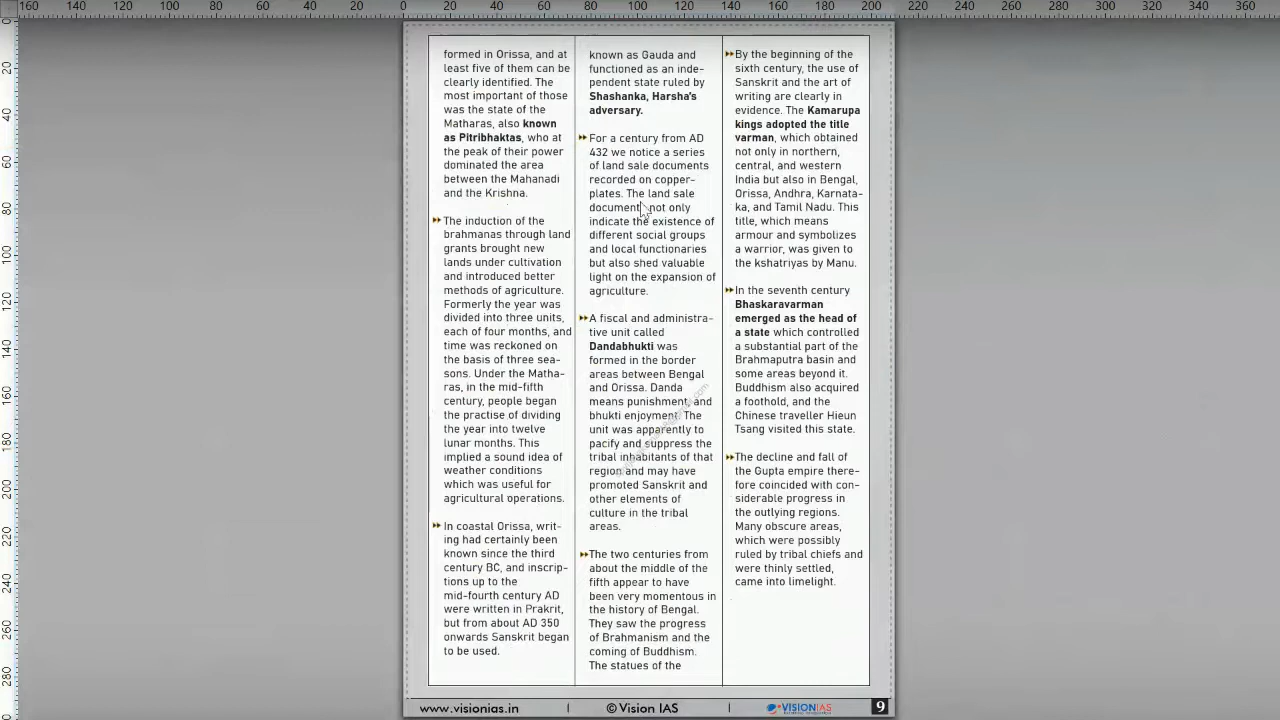 160 140 120 100 80 60 40 20 0 20 40 60 80 100 120 140 160 180 200 220 240 260 280 300 320 340 360
0
20
40
60
80
100
120
140
160
180
200
220
240
260
280
formed in Orissa, and at
least five of them can be
clearly identified. The
most important of those
was the state of the
Matharas, also known
as Pitribhaktas, who at
the peak of their power
dominated the area
between the Mahanadi
and the Krishna.
The induction of the
brahmanas through land
grants brought new
lands under cultivation
and introduced better
methods of agriculture.
Formerly the year was
divided into three units,
each of four months, and
time was reckoned on
the basis of three sea-
sons. Under the Matha-
ras, in the mid-fifth
century, people began
the practise of dividing
the year into twelve
lunar months. This
implied a sound idea of
weather conditions
which was useful for
agricultural operations.
In coastal Orissa, writ-
ing had certainly been
known since the third
century BC, and inscrip-
tions up to the
mid-fourth century AD
were written in Prakrit,
but from about AD 350
onwards Sanskrit began
to be used.
known as Gauda and
functioned as an inde-
pendent state ruled by
Shashanka, Harsha's
adversary.
For a century from AD
432 we notice a series
of land sale documents
recorded on copper-
plates. The land sale
document, not only
indicate the existence of
different social groups
and local functionaries
but also shed valuable
light on the expansion of
agriculture.
A fiscal and administra-
tive unit called
Dandabhukti was
formed in the border
areas between Bengal
and Orissa. Danda
means punishment, and
bhukti enjoyment. The
unit was apparently to
pacify and suppress the
tribal inhabitants of that
region and may have
promoted Sanskrit and
other elements of
culture in the tribal
areas.
The two centuries from
about the middle of the
fifth appear to have
been very momentous in
the history of Bengal.
They saw the progress
of Brahmanism and the
coming of Buddhism.
The statues of the
By the beginning of the
sixth century, the use of
Sanskrit and the art of
writing are clearly in
evidence. The Kamarupa
kings adopted the title
varman, which obtained
not only in northern,
central, and western
India but also in Bengal,
Orissa, Andhra, Karnata-
ka, and Tamil Nadu. This
title, which means
armour and symbolizes
a warrior, was given to
the kshatriyas by Manu.
In the seventh century
Bhaskaravarman
emerged as the head of
a state which controlled
a substantial part of the
Brahmaputra basin and
some areas beyond it.
Buddhism also acquired
a foothold, and the
Chinese traveller Hieun
Tsang visited this state.
The decline and fall of
the Gupta empire there-
fore coincided with con-
siderable progress in
the outlying regions.
Many obscure areas,
which were possibly
ruled by tribal chiefs and
were thinly settled,
came into limelight.
www.visionias.in | © Vision IAS | VISIONIAS 9